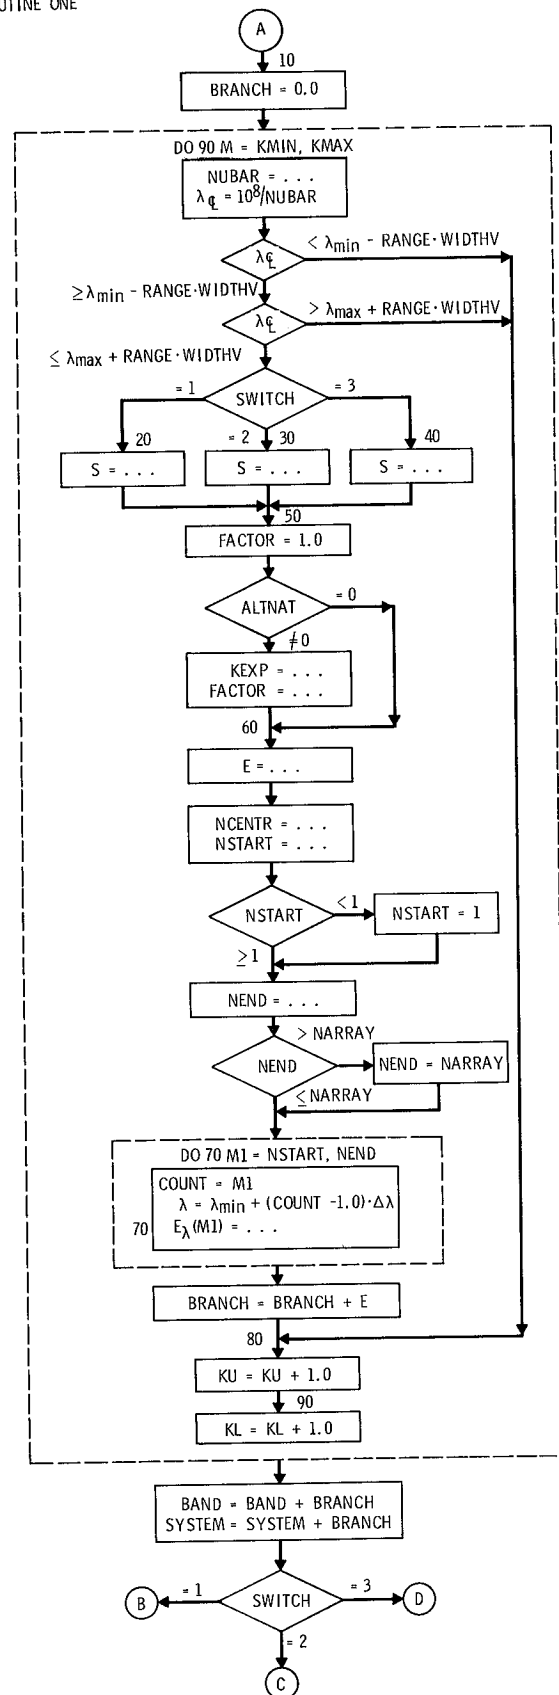 UTINE ONE
A
10
BRANCH = 0.0
DO 90 M = KMIN, KMAX
NUBAR = . . .
λ℄ = 10⁸/NUBAR
λ℄
< λmin - RANGE·WIDTHV
≥λmin - RANGE·WIDTHV
λ℄
> λmax + RANGE·WIDTHV
≤ λmax + RANGE·WIDTHV
= 1
SWITCH
= 3
20
= 2
30
40
S = . . .
S = . . .
S = . . .
50
FACTOR = 1.0
ALTNAT
= 0
≠0
KEXP = . . .
FACTOR = . . .
60
E = . . .
NCENTR = . . .
NSTART = . . .
NSTART
< 1
NSTART = 1
≥1
NEND = . . .
> NARRAY
NEND
NEND = NARRAY
≤NARRAY
DO 70 M1 = NSTART, NEND
COUNT = M1
λ = λmin + (COUNT -1.0)·Δλ
70
Eλ(M1) = . . .
BRANCH = BRANCH + E
80
KU = KU + 1.0
90
KL = KL + 1.0
BAND = BAND + BRANCH
SYSTEM = SYSTEM + BRANCH
B
= 1
SWITCH
= 3
D
= 2
C